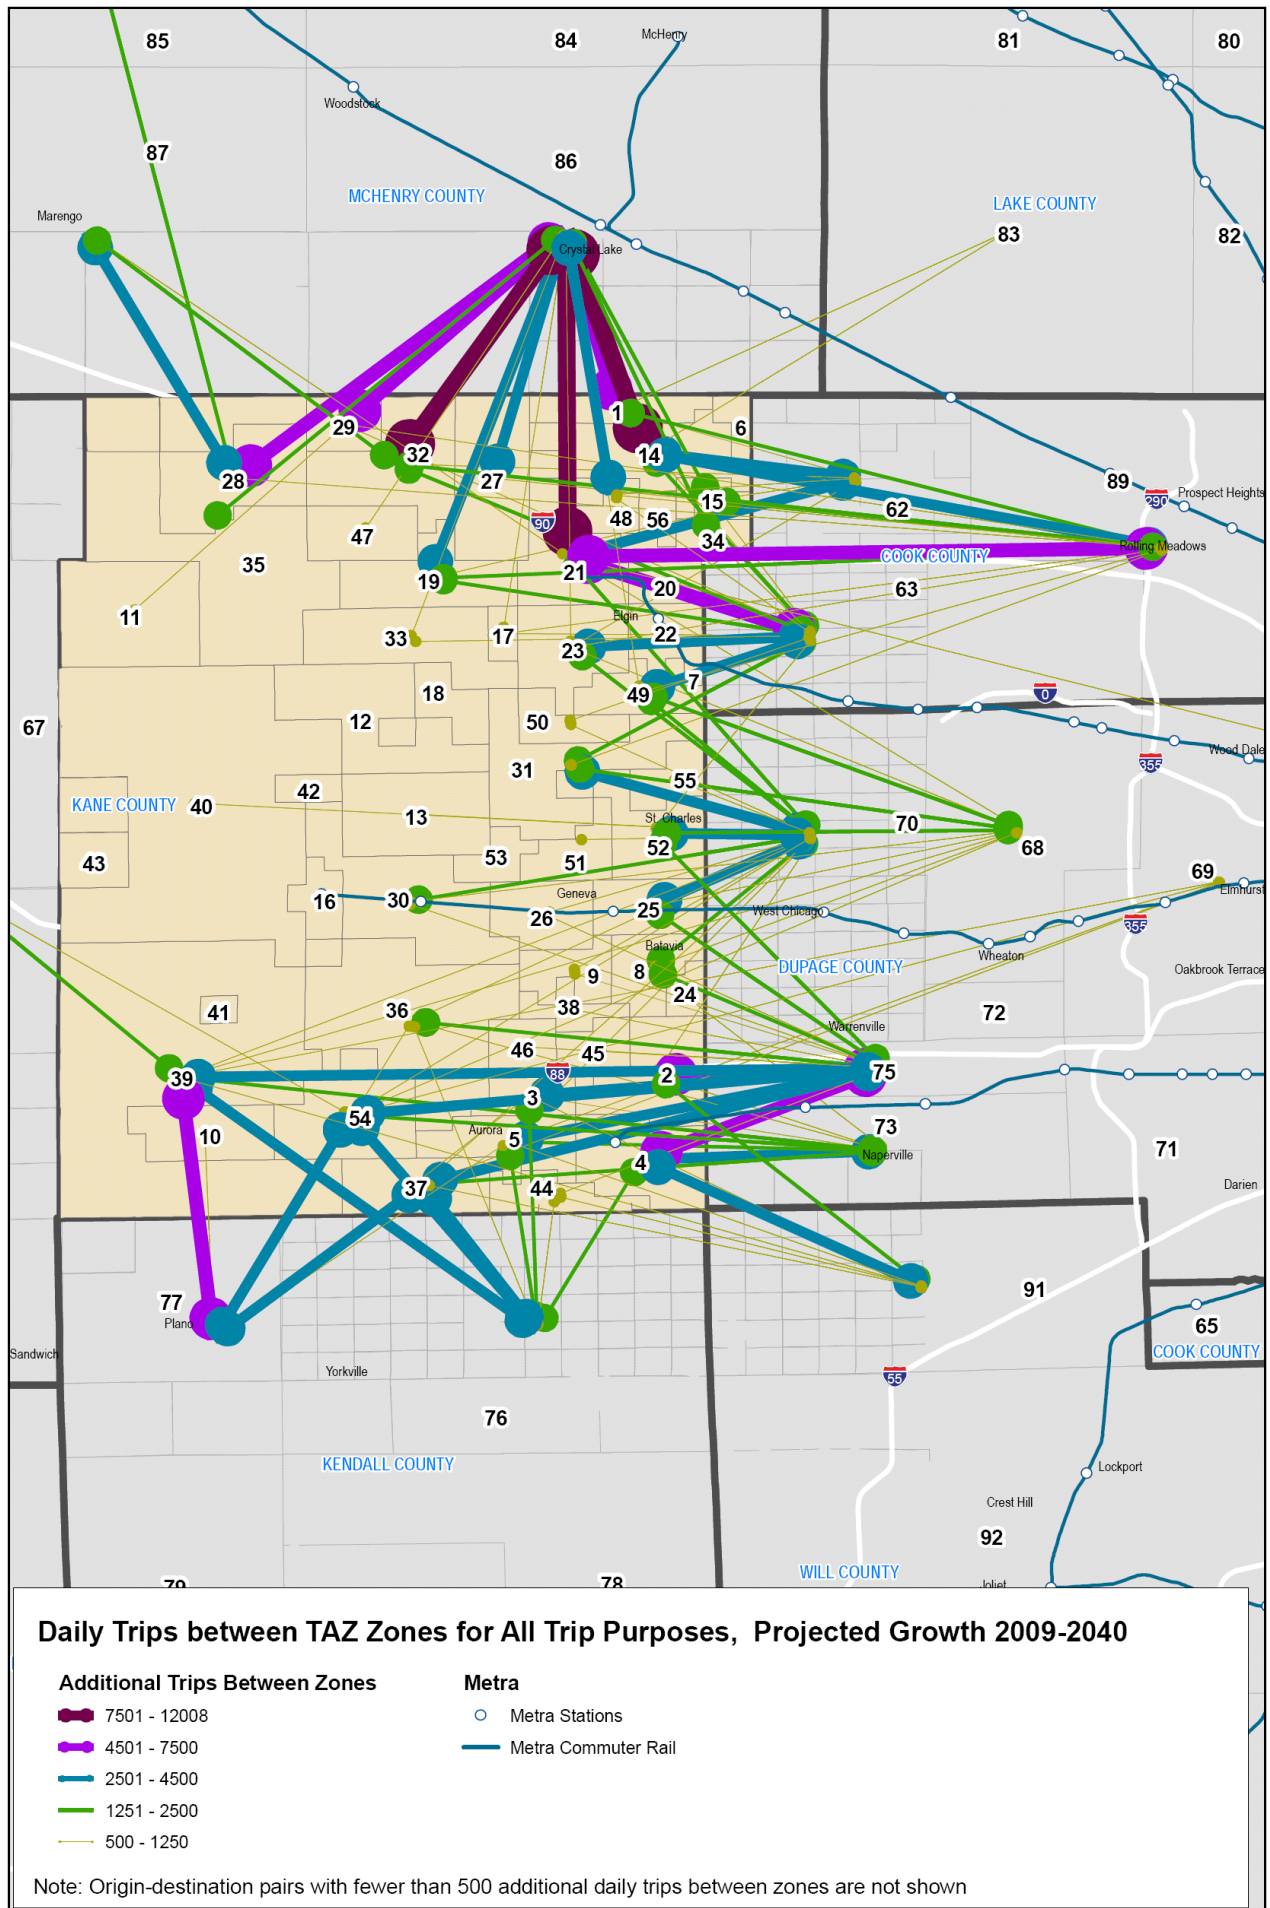 85
84
McHenry
81
80
Woodstock
87
86
MCHENRY COUNTY
LAKE COUNTY
Marengo
83
82
Crystal Lake
1
29
6
32
14
28
27
89
290
Prospect Heights
15
62
48
56
90
47
34
Rolling Meadows
COOK COUNTY
35
21
19
20
63
11
Elgin
33
17
22
23
7
18
49
0
12
50
67
Wood Dale
31
355
55
42
KANE COUNTY
40
13
St. Charles
70
52
68
53
51
43
69
Elmhurst
Geneva
16
30
26
25
West Chicago
355
Batavia
Wheaton
DUPAGE COUNTY
Oakbrook Terrace
9
8
24
36
38
41
72
Warrenville
46
45
88
75
39
2
3
54
Aurora
10
5
73
Naperville
71
4
37
44
Darien
91
77
Plano
65
Sandwich
COOK COUNTY
Yorkville
55
76
KENDALL COUNTY
Lockport
Crest Hill
92
WILL COUNTY
79
78
Joliet
Daily Trips between TAZ Zones for All Trip Purposes, Projected Growth 2009-2040
Additional Trips Between Zones
Metra
7501 - 12008
Metra Stations
4501 - 7500
Metra Commuter Rail
2501 - 4500
1251 - 2500
500 - 1250
Note: Origin-destination pairs with fewer than 500 additional daily trips between zones are not shown